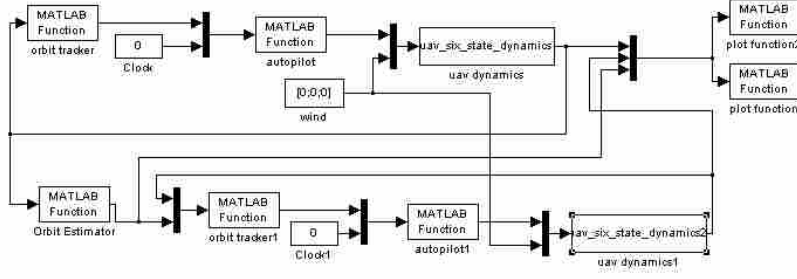 MATLAB
Function
orbit tracker
0
Clock
MATLAB
Function
autopilot
[0;0;0]
wind
uav_six_state_dynamics
uav dynamics
MATLAB
Function
plot function2
MATLAB
Function
plot function
MATLAB
Function
Orbit Estimator
MATLAB
Function
orbit tracker1
0
Clock1
MATLAB
Function
autopilot1
uav_six_state_dynamics2
uav dynamics1